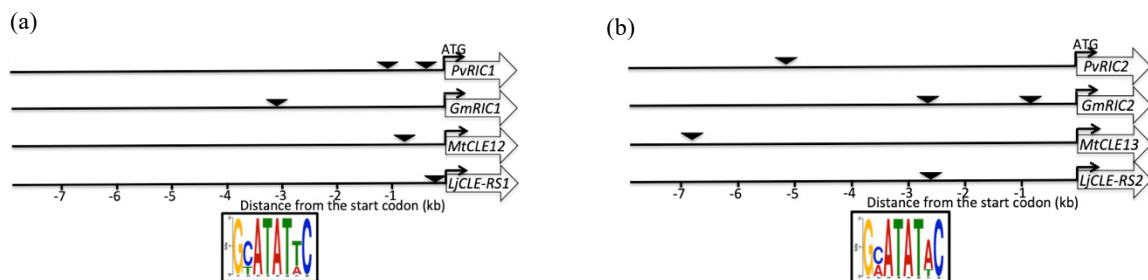 (a)
ATG
PvRIC1
GmRIC1
MtCLE12
LjCLE-RS1
-7 -6 -5 -4 -3 -2 -1
Distance from the start codon (kb)
(b)
ATG
PvRIC2
GmRIC2
MtCLE13
LjCLE-RS2
-7 -6 -5 -4 -3 -2 -1
Distance from the start codon (kb)